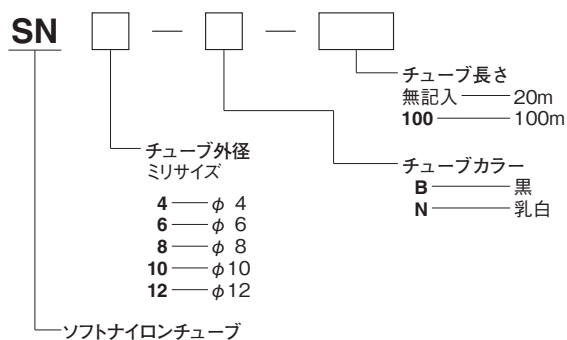 SN □ — □ — □
チューブ長さ
無記入 — 20m
100 — 100m
チューブ外径
ミリサイズ
4 — φ 4
6 — φ 6
8 — φ 8
10 — φ10
12 — φ12
チューブカラー
B — 黒
N — 乳白
ソフトナイロンチューブ